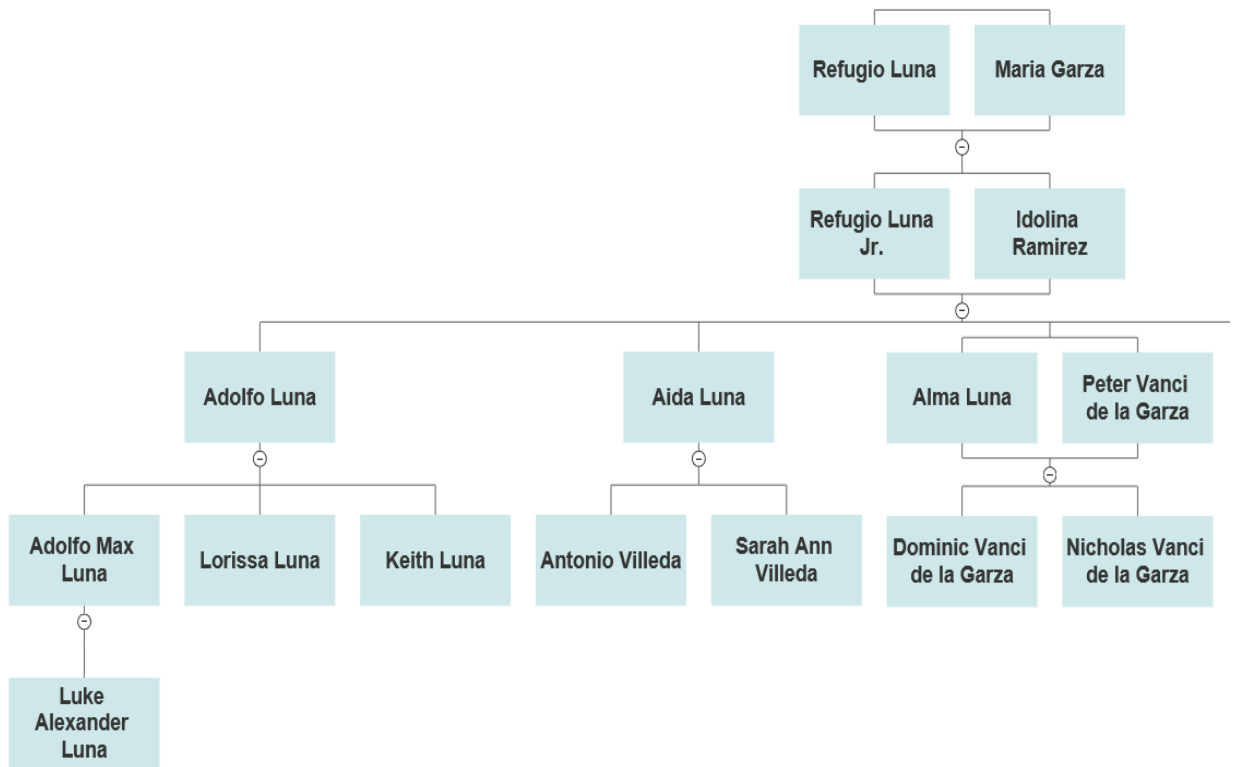 Refugio Luna
Maria Garza
Refugio Luna
Jr.
Idolina
Ramirez
Adolfo Luna
Aida Luna
Alma Luna
Peter Vanci
de la Garza
Adolfo Max
Luna
Lorissa Luna
Keith Luna
Antonio Villeda
Sarah Ann
Villeda
Dominic Vanci
de la Garza
Nicholas Vanci
de la Garza
Luke
Alexander
Luna